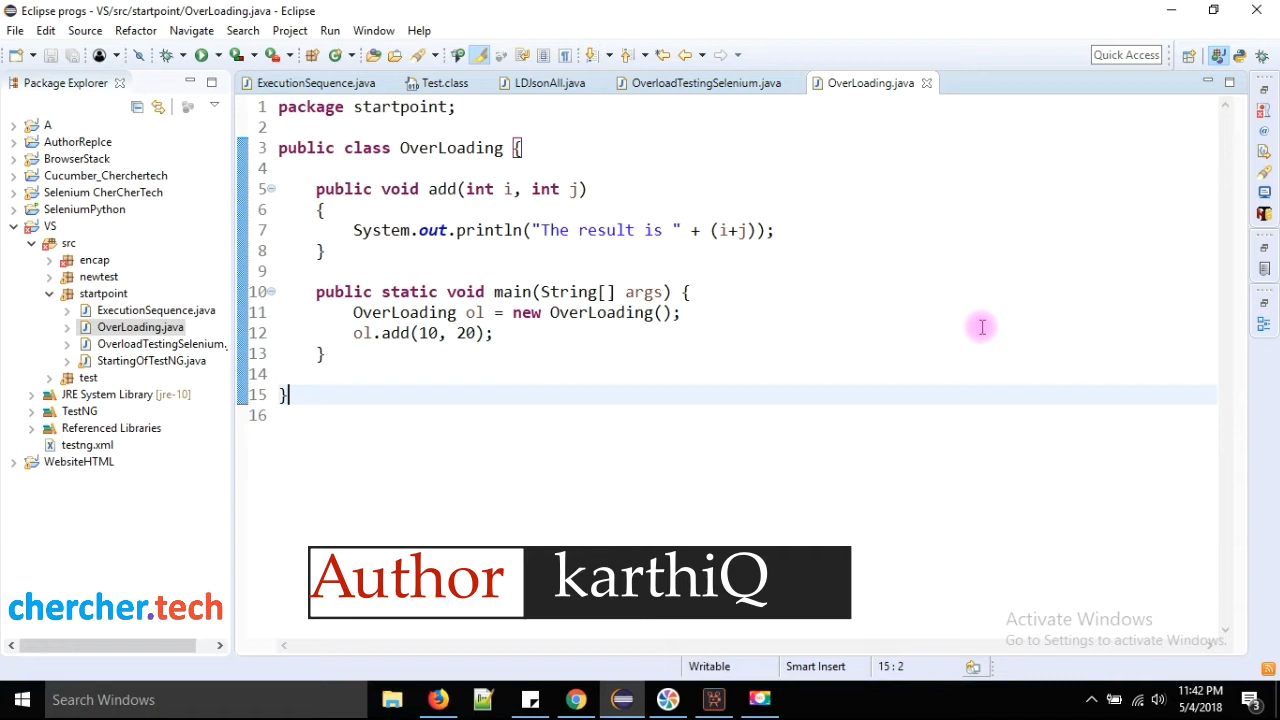 Eclipse progs - VS/src/startpoint/OverLoading.java - Eclipse
File Edit Source Refactor Navigate Search Project Run Window Help
Quick Access
Package Explorer
ExecutionSequence.java Test.class LDJsonAll.java OverloadTestingSelenium.java OverLoading.java
A
AuthorReplce
BrowserStack
Cucumber_Cherchertech
Selenium CherCherTech
SeleniumPython
VS
src
encap
newtest
startpoint
ExecutionSequence.java
OverLoading.java
OverloadTestingSelenium.
StartingOfTestNG.java
test
JRE System Library [jre-10]
TestNG
Referenced Libraries
testng.xml
WebsiteHTML
1 package startpoint;
2
3 public class OverLoading {
4
5 public void add(int i, int j)
6 {
7 System.out.println("The result is " + (i+j));
8 }
9
10 public static void main(String[] args) {
11 OverLoading ol = new OverLoading();
12 ol.add(10, 20);
13 }
14
15 }
16
Author karthiQ
chercher.tech
Activate Windows
Go to Settings to activate Windows.
Writable Smart Insert 15 : 2
Search Windows
11:42 PM
5/4/2018
3